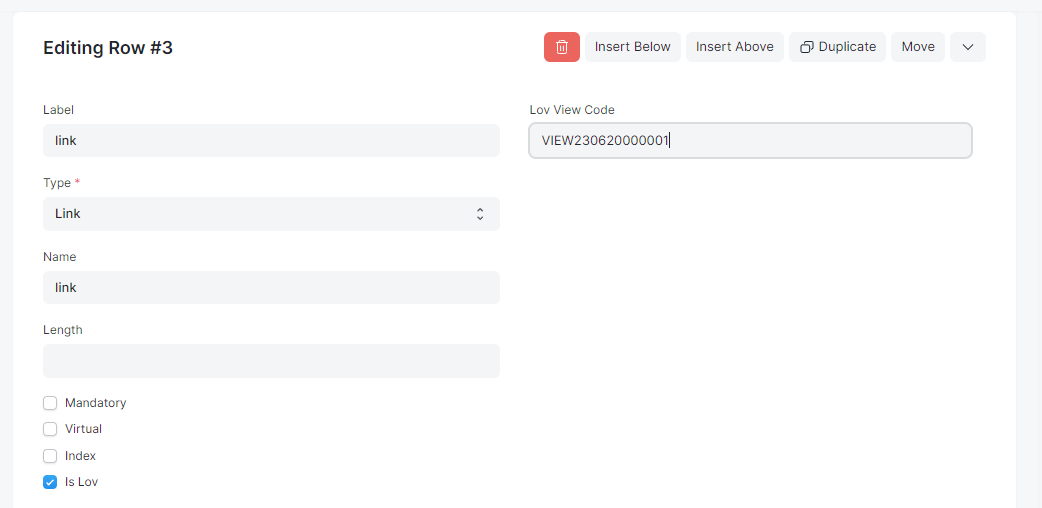 Editing Row #3
Insert Below
Insert Above
Duplicate
Move
Label
link
Type *
Link
Name
link
Length
Mandatory
Virtual
Index
Is Lov
Lov View Code
VIEW230620000001